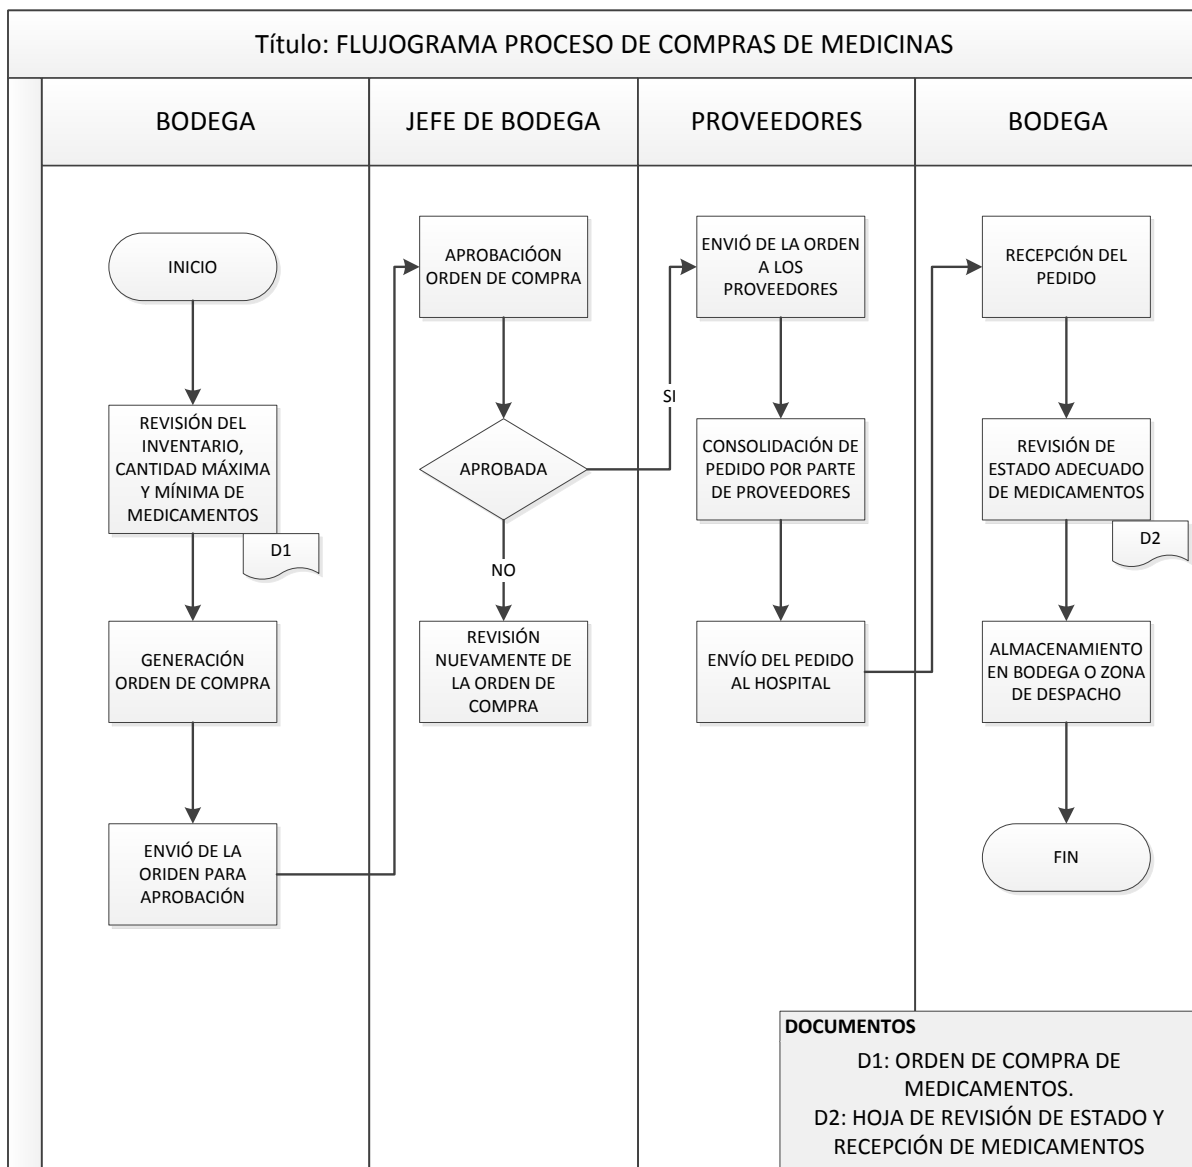 Título: FLUJOGRAMA PROCESO DE COMPRAS DE MEDICINAS
BODEGA
JEFE DE BODEGA
PROVEEDORES
BODEGA
INICIO
REVISIÓN DEL
INVENTARIO,
CANTIDAD MÁXIMA
Y MÍNIMA DE
MEDICAMENTOS
D1
GENERACIÓN
ORDEN DE COMPRA
ENVIÓ DE LA
ORIDEN PARA
APROBACIÓN
APROBACIÓON
ORDEN DE COMPRA
APROBADA
SI
NO
REVISIÓN
NUEVAMENTE DE
LA ORDEN DE
COMPRA
ENVIÓ DE LA ORDEN
A LOS
PROVEEDORES
CONSOLIDACIÓN DE
PEDIDO POR PARTE
DE PROVEEDORES
ENVÍO DEL PEDIDO
AL HOSPITAL
RECEPCIÓN DEL
PEDIDO
REVISIÓN DE
ESTADO ADECUADO
DE MEDICAMENTOS
D2
ALMACENAMIENTO
EN BODEGA O ZONA
DE DESPACHO
FIN
DOCUMENTOS
D1: ORDEN DE COMPRA DE
MEDICAMENTOS.
D2: HOJA DE REVISIÓN DE ESTADO Y
RECEPCIÓN DE MEDICAMENTOS